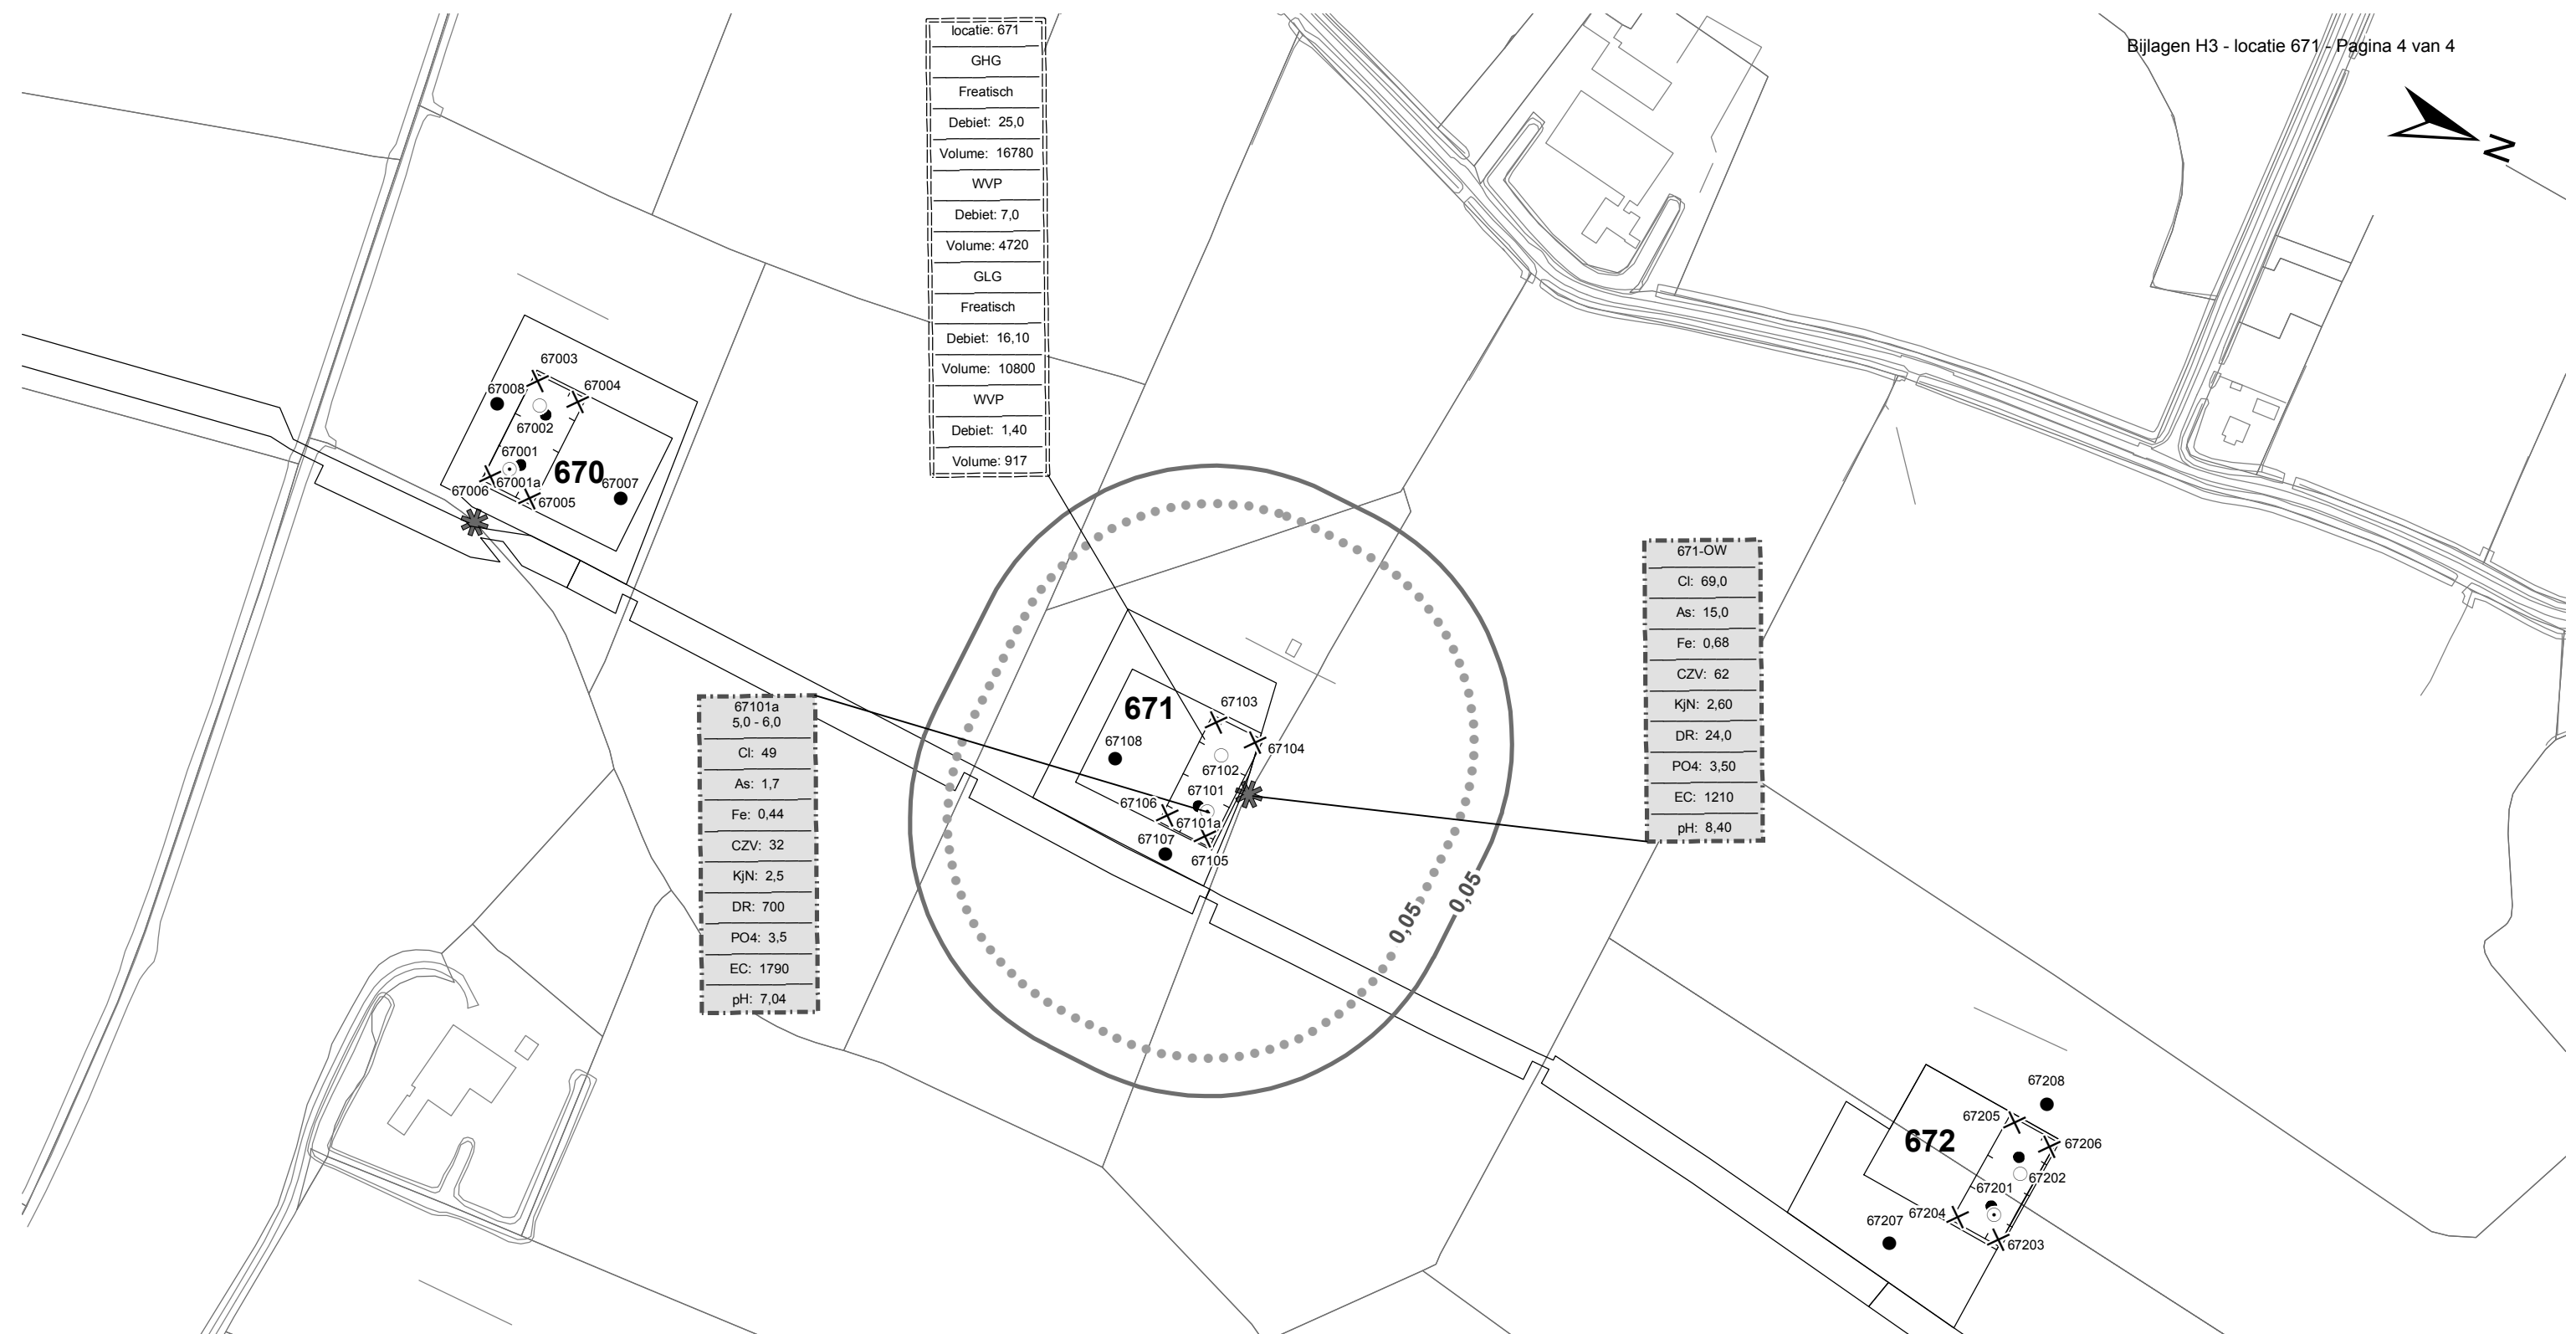 Bijlagen H3 - locatie 671 - Pagina 4 van 4
N
locatie: 671
GHG
Freatisch
Debiet: 25,0
Volume: 16780
WVP
Debiet: 7,0
Volume: 4720
GLG
Freatisch
Debiet: 16,10
Volume: 10800
WVP
Debiet: 1,40
Volume: 917
67003
67008
67004
67002
67001
670
67007
67006
67001a
67005
671-OW
Cl: 69,0
As: 15,0
Fe: 0,68
CZV: 62
KjN: 2,60
DR: 24,0
PO4: 3,50
EC: 1210
pH: 8,40
67101a
5,0 - 6,0
Cl: 49
As: 1,7
Fe: 0,44
CZV: 32
KjN: 2,5
DR: 700
PO4: 3,5
EC: 1790
pH: 7,04
671
67103
67108
67104
67102
67101
67106
67101a
67107
67105
0,05
0,05
67208
67205
672
67206
67202
67201
67204
67207
67203